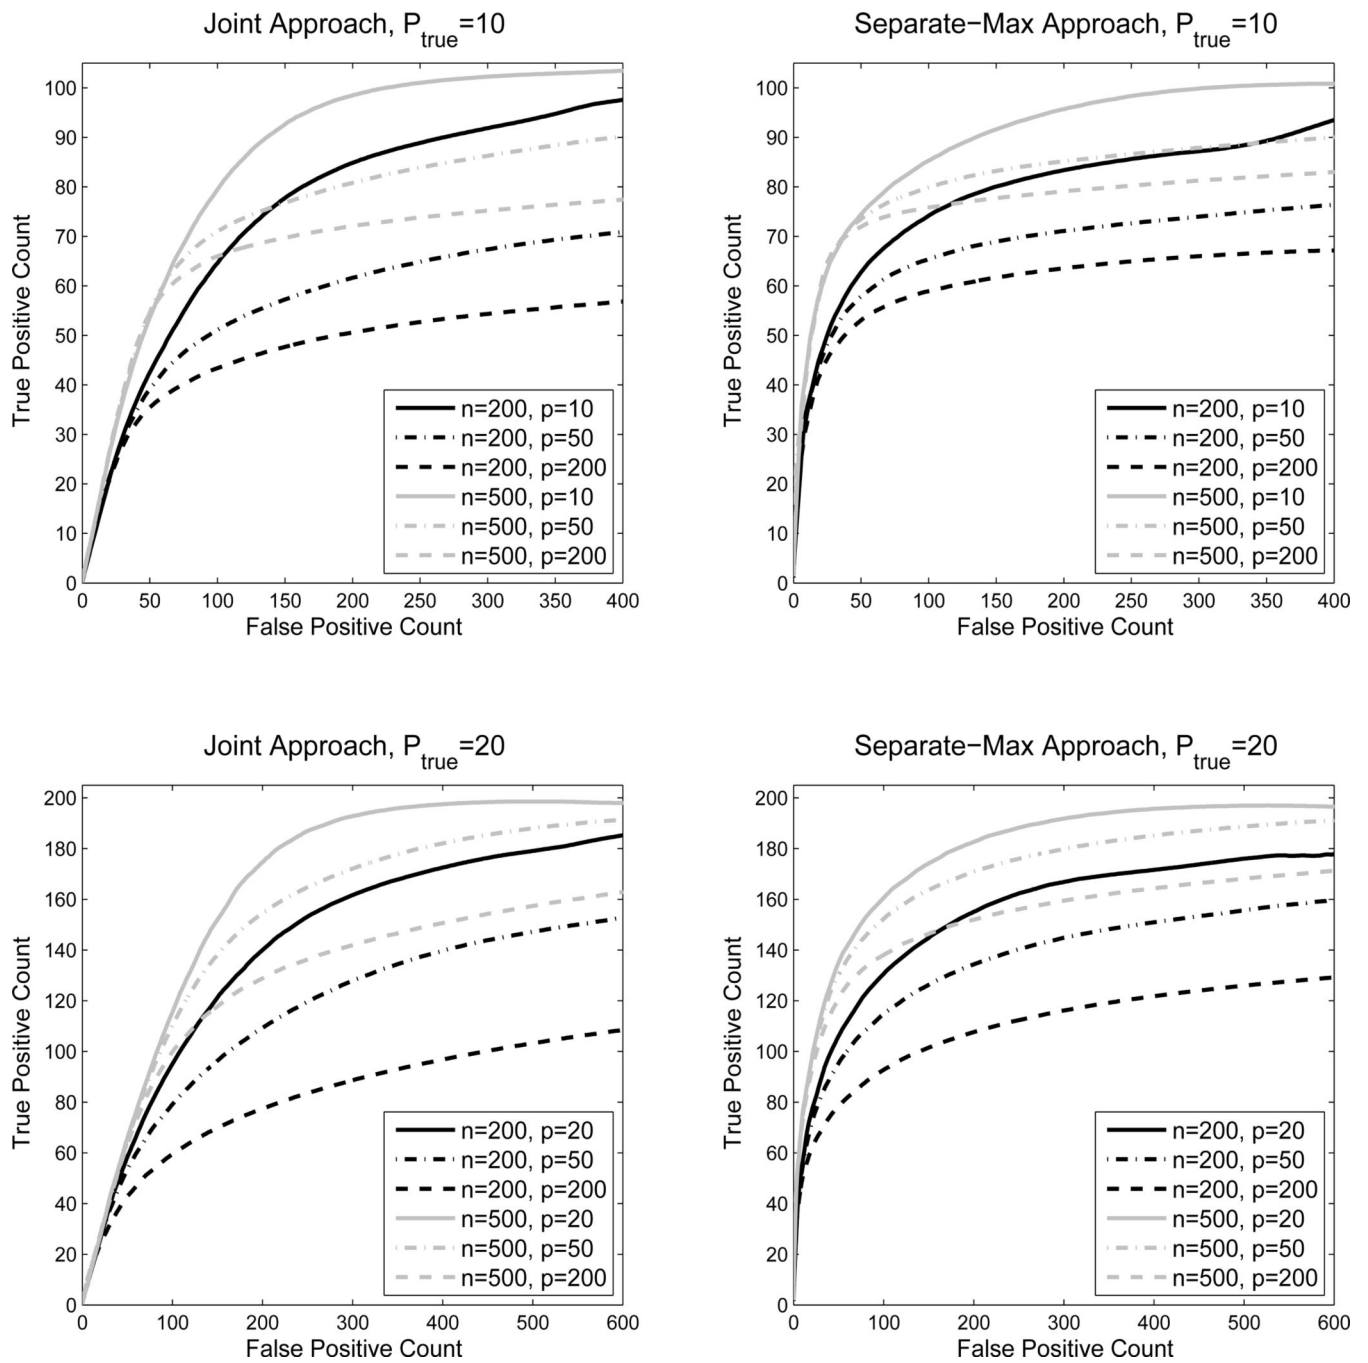 Joint Approach, P_true=10
True Positive Count
100
90
80
70
60
50
40
30
20
10
0
n=200, p=10
n=200, p=50
n=200, p=200
n=500, p=10
n=500, p=50
n=500, p=200
0 50 100 150 200 250 300 350 400
False Positive Count
Separate−Max Approach, P_true=10
True Positive Count
100
90
80
70
60
50
40
30
20
10
0
n=200, p=10
n=200, p=50
n=200, p=200
n=500, p=10
n=500, p=50
n=500, p=200
0 50 100 150 200 250 300 350 400
False Positive Count
Joint Approach, P_true=20
True Positive Count
200
180
160
140
120
100
80
60
40
20
0
n=200, p=20
n=200, p=50
n=200, p=200
n=500, p=20
n=500, p=50
n=500, p=200
0 100 200 300 400 500 600
False Positive Count
Separate−Max Approach, P_true=20
True Positive Count
200
180
160
140
120
100
80
60
40
20
0
n=200, p=20
n=200, p=50
n=200, p=200
n=500, p=20
n=500, p=50
n=500, p=200
0 100 200 300 400 500 600
False Positive Count